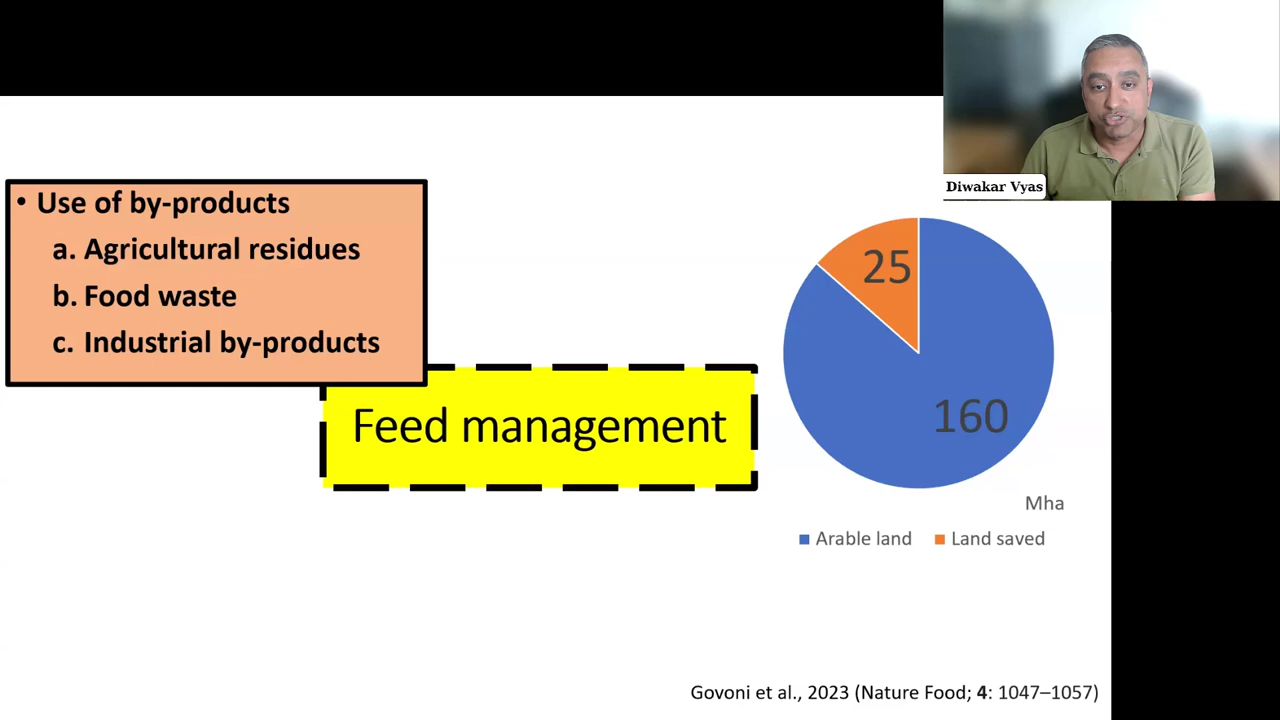 Diwakar Vyas
• Use of by-products
a. Agricultural residues
b. Food waste
c. Industrial by-products
Feed management
25
160
Mha
Arable land Land saved
Govoni et al., 2023 (Nature Food; 4: 1047–1057)